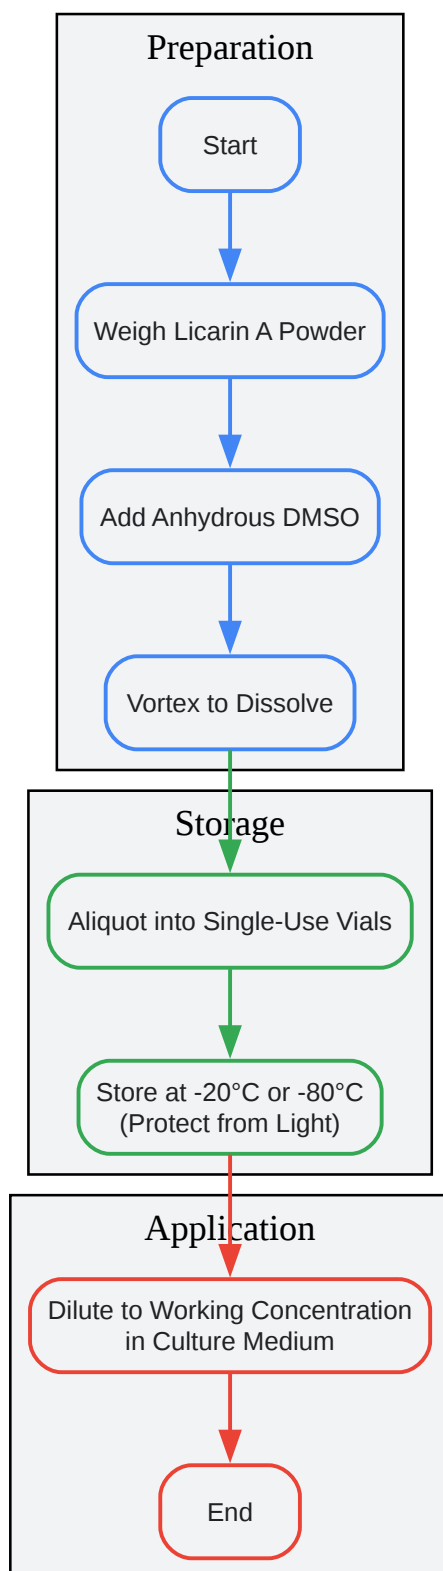 Preparation
Start
Weigh Licarin A Powder
Add Anhydrous DMSO
Vortex to Dissolve
Storage
Aliquot into Single-Use Vials
Store at -20°C or -80°C
(Protect from Light)
Application
Dilute to Working Concentration
in Culture Medium
End